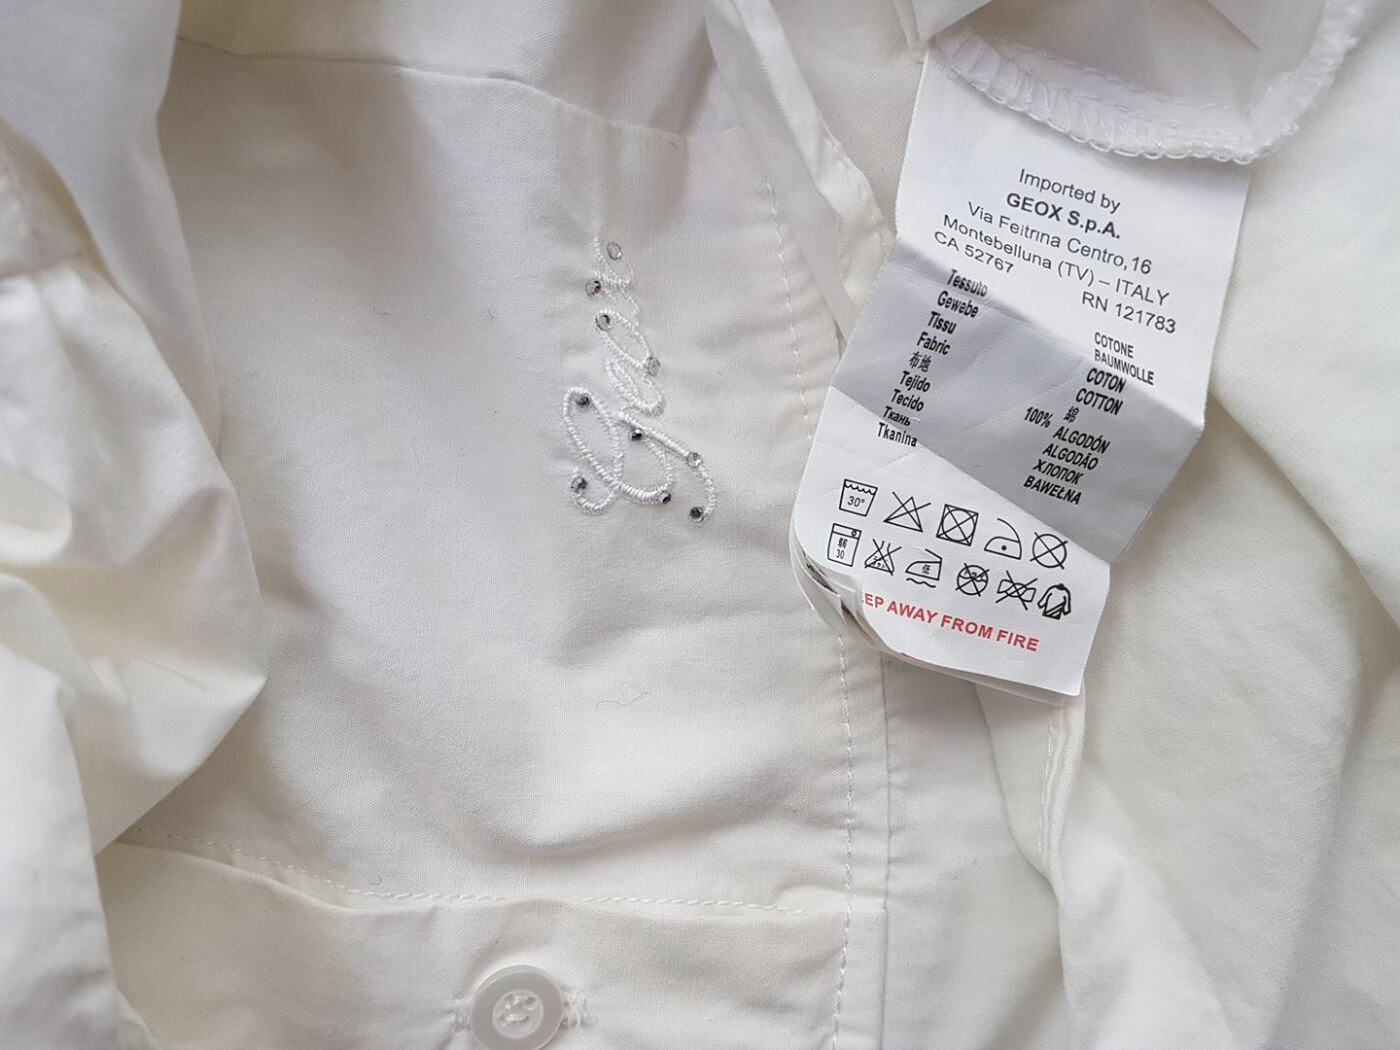 Imported by
GEOX S.p.A.
Via Feltrina Centro, 16
Montebelluna (TV) – ITALY
CA 52767 RN 121783
Tessuto
Gewebe
Tissu
Fabric
布地
Tejido
Tecido
Ткань
Tkanina
COTONE
BAUMWOLLE
COTON
COTTON
100% 綿
ALGODÓN
ALGODÃO
ХЛОПОК
BAWEŁNA
30°
30
低
EP AWAY FROM FIRE